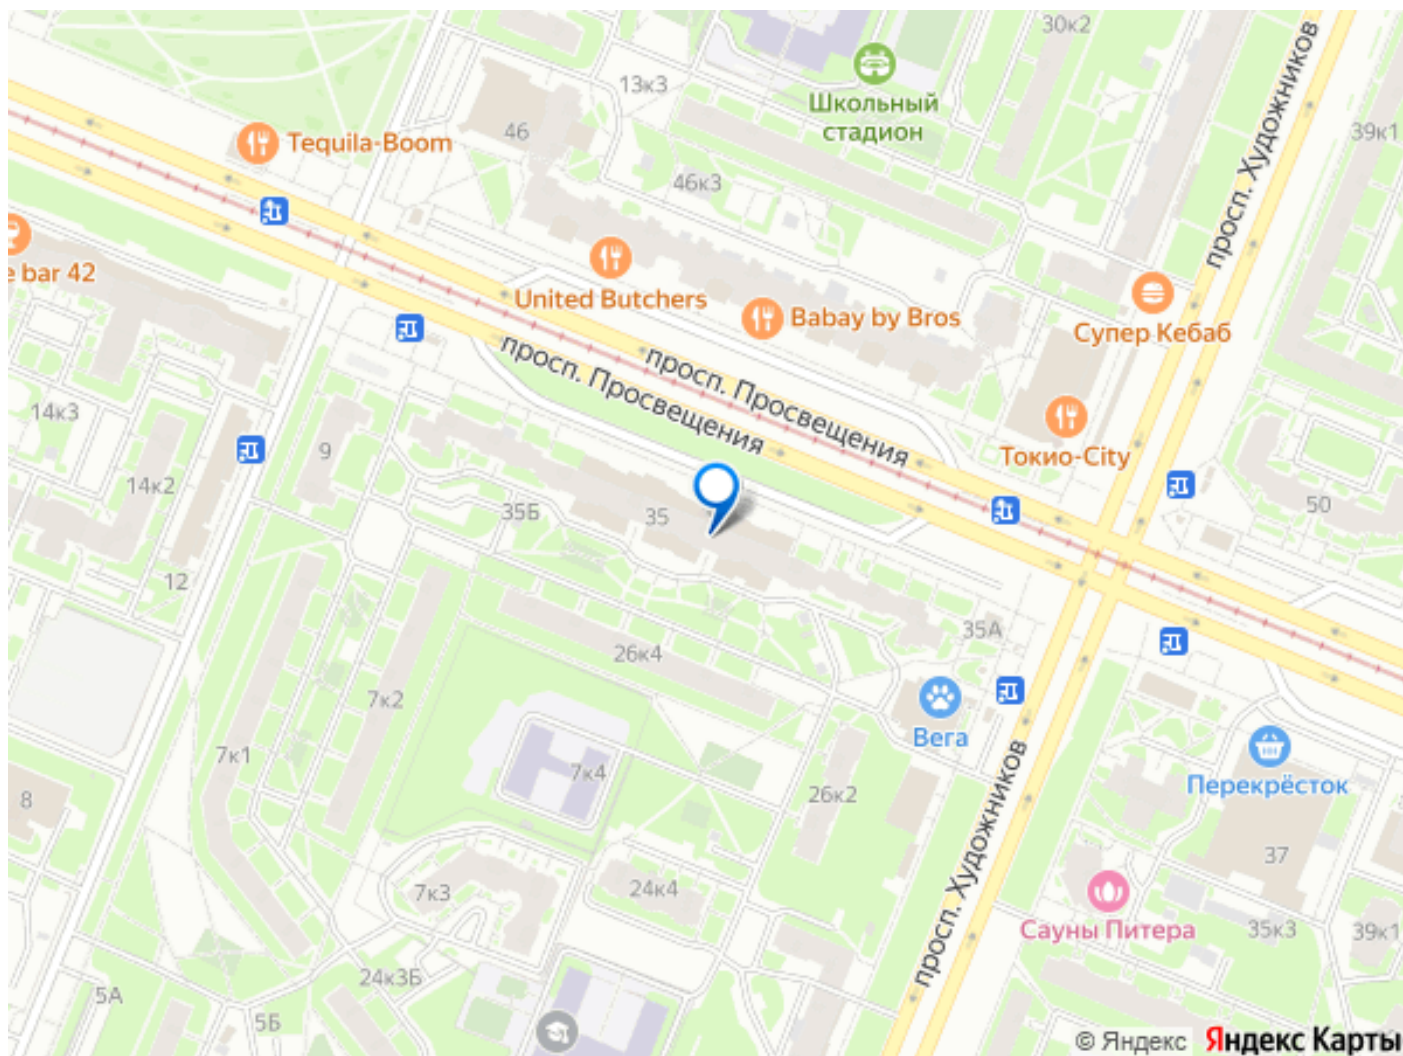 30к2
просп. Художников
13к3
Школьный
стадион
39к1
46
Tequila-Boom
46к3
e bar 42
United Butchers
Babay by Bros
Супер Кебаб
просп. Просвещения
просп. Просвещения
14к3
9
Токио-City
14к2
35Б
35
50
12
35А
26к4
7к2
Вега
7к1
7к4
Перекрёсток
8
26к2
просп. Художников
37
7к3
24к4
Сауны Питера
35к3
39к1
24к3Б
5А
5Б
© Яндекс Яндекс Карты